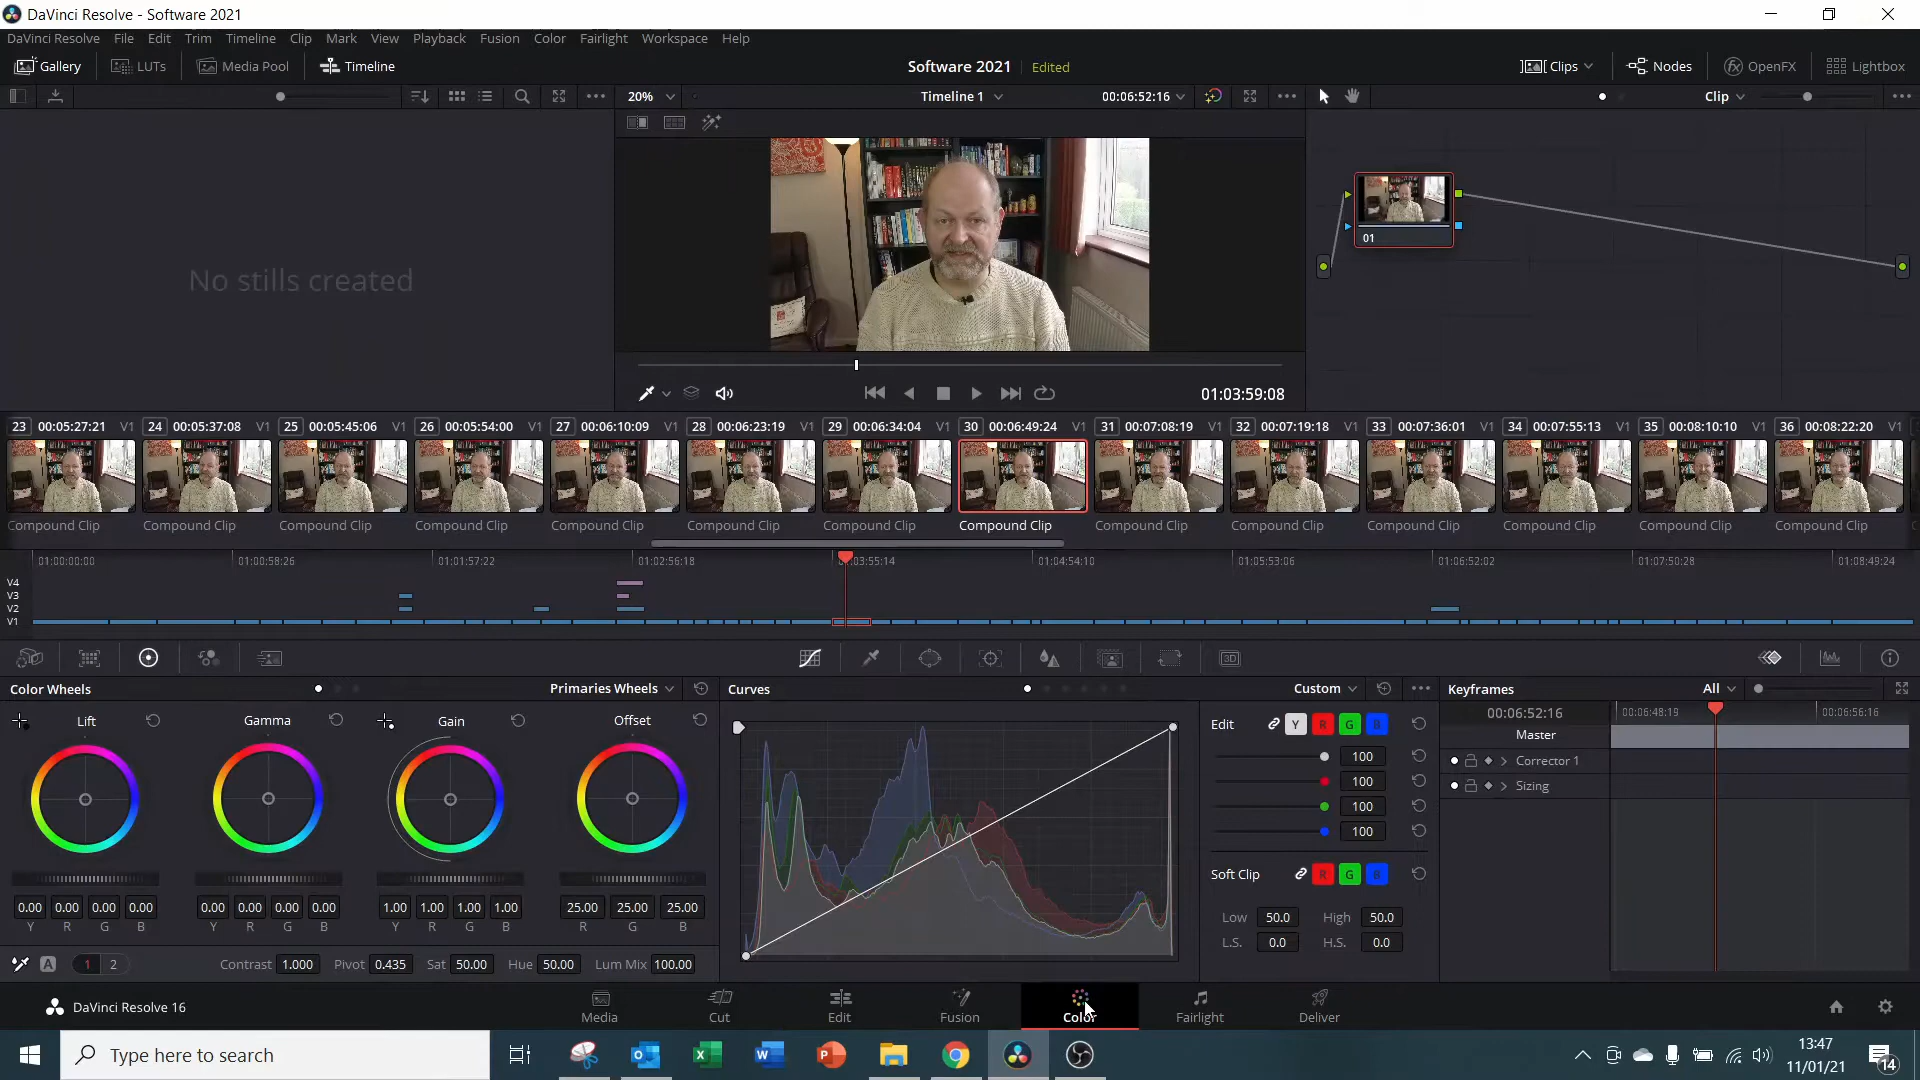 DaVinci Resolve - Software 2021
DaVinci Resolve File Edit Trim Timeline Clip Mark View Playback Fusion Color Fairlight Workspace Help
Gallery LUTs Media Pool Timeline Software 2021 Edited Clips Nodes OpenFX Lightbox
20% Timeline 1 00:06:52:16 Clip
No stills created
01
01:03:59:08
23 00:05:27:21 V1 24 00:05:37:08 V1 25 00:05:45:06 V1 26 00:05:54:00 V1 27 00:06:10:09 V1 28 00:06:23:19 V1 29 00:06:34:04 V1 30 00:06:49:24 V1 31 00:07:08:19 V1 32 00:07:19:18 V1 33 00:07:36:01 V1 34 00:07:55:13 V1 35 00:08:10:10 V1 36 00:08:22:20 V1
Compound Clip Compound Clip Compound Clip Compound Clip Compound Clip Compound Clip Compound Clip Compound Clip Compound Clip Compound Clip Compound Clip Compound Clip Compound Clip Compound Clip
01:00:00:00 01:00:58:26 01:01:57:22 01:02:56:18 01:03:55:14 01:04:54:10 01:05:53:06 01:06:52:02 01:07:50:28 01:08:49:24
V4
V3
V2
V1
3D
Color Wheels Primaries Wheels Curves Custom Keyframes All
Lift Gamma Gain Offset Edit Y R G B 00:06:52:16 00:06:48:19 00:06:56:16
Master
100 Corrector 1
100 Sizing
100
100
Soft Clip R G B
0.00 0.00 0.00 0.00 0.00 0.00 0.00 0.00 1.00 1.00 1.00 1.00 25.00 25.00 25.00 Low 50.0 High 50.0
Y R G B Y R G B Y R G B R G B L.S. 0.0 H.S. 0.0
A 1 2 Contrast 1.000 Pivot 0.435 Sat 50.00 Hue 50.00 Lum Mix 100.00
DaVinci Resolve 16 Media Cut Edit Fusion Color Fairlight Deliver
Type here to search 13:47
11/01/21
14